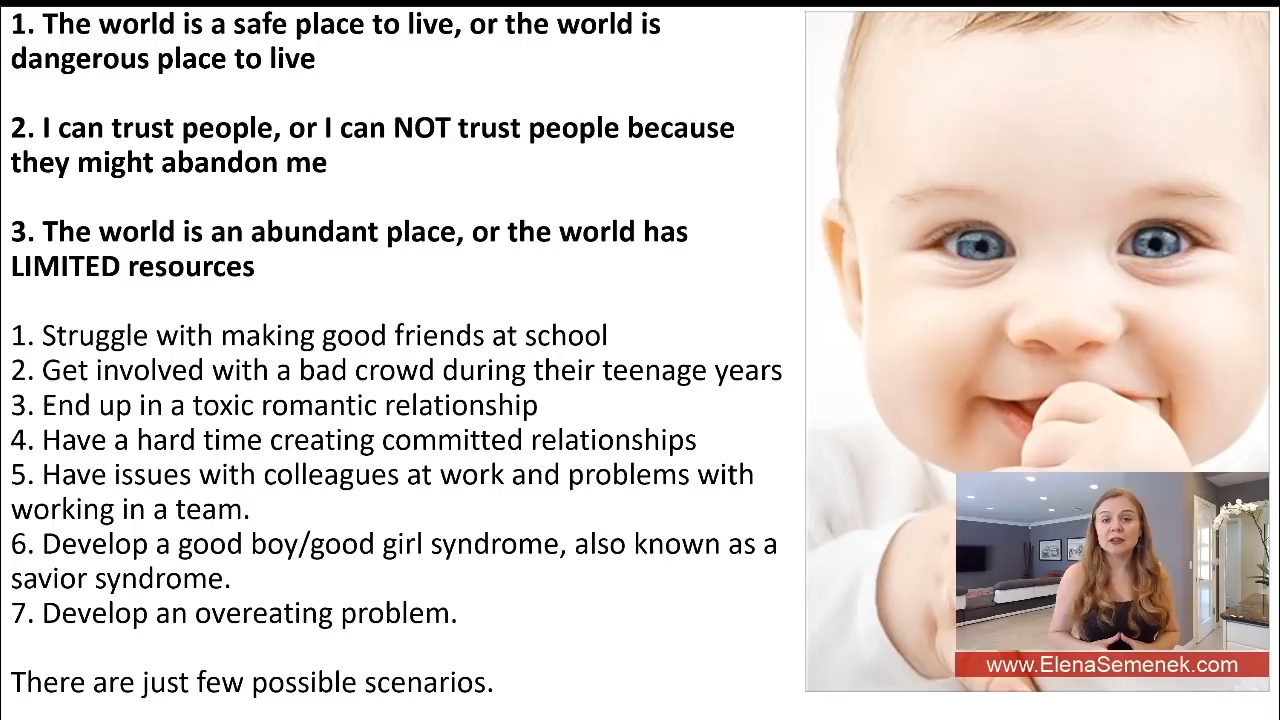 1. The world is a safe place to live, or the world is
dangerous place to live
2. I can trust people, or I can NOT trust people because
they might abandon me
3. The world is an abundant place, or the world has
LIMITED resources
1. Struggle with making good friends at school
2. Get involved with a bad crowd during their teenage years
3. End up in a toxic romantic relationship
4. Have a hard time creating committed relationships
5. Have issues with colleagues at work and problems with
working in a team.
6. Develop a good boy/good girl syndrome, also known as a
savior syndrome.
7. Develop an overeating problem.
There are just few possible scenarios.
www.ElenaSemenek.com